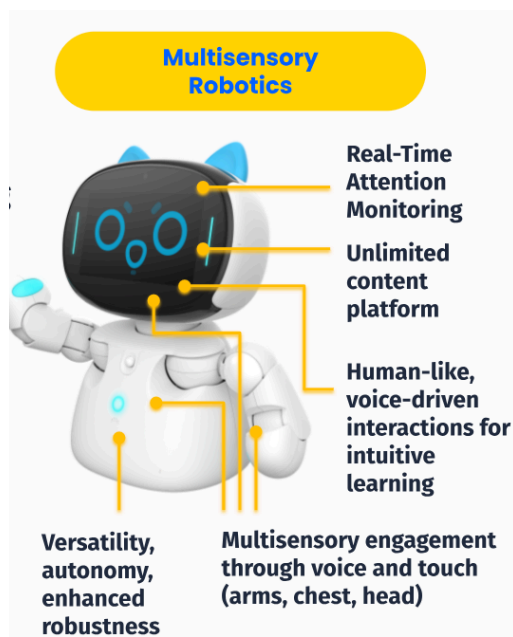 Multisensory
Robotics
Real-Time
Attention
Monitoring
Unlimited
content
platform
Human-like,
voice-driven
interactions for
intuitive
learning
Versatility,
autonomy,
enhanced
robustness
Multisensory engagement
through voice and touch
(arms, chest, head)